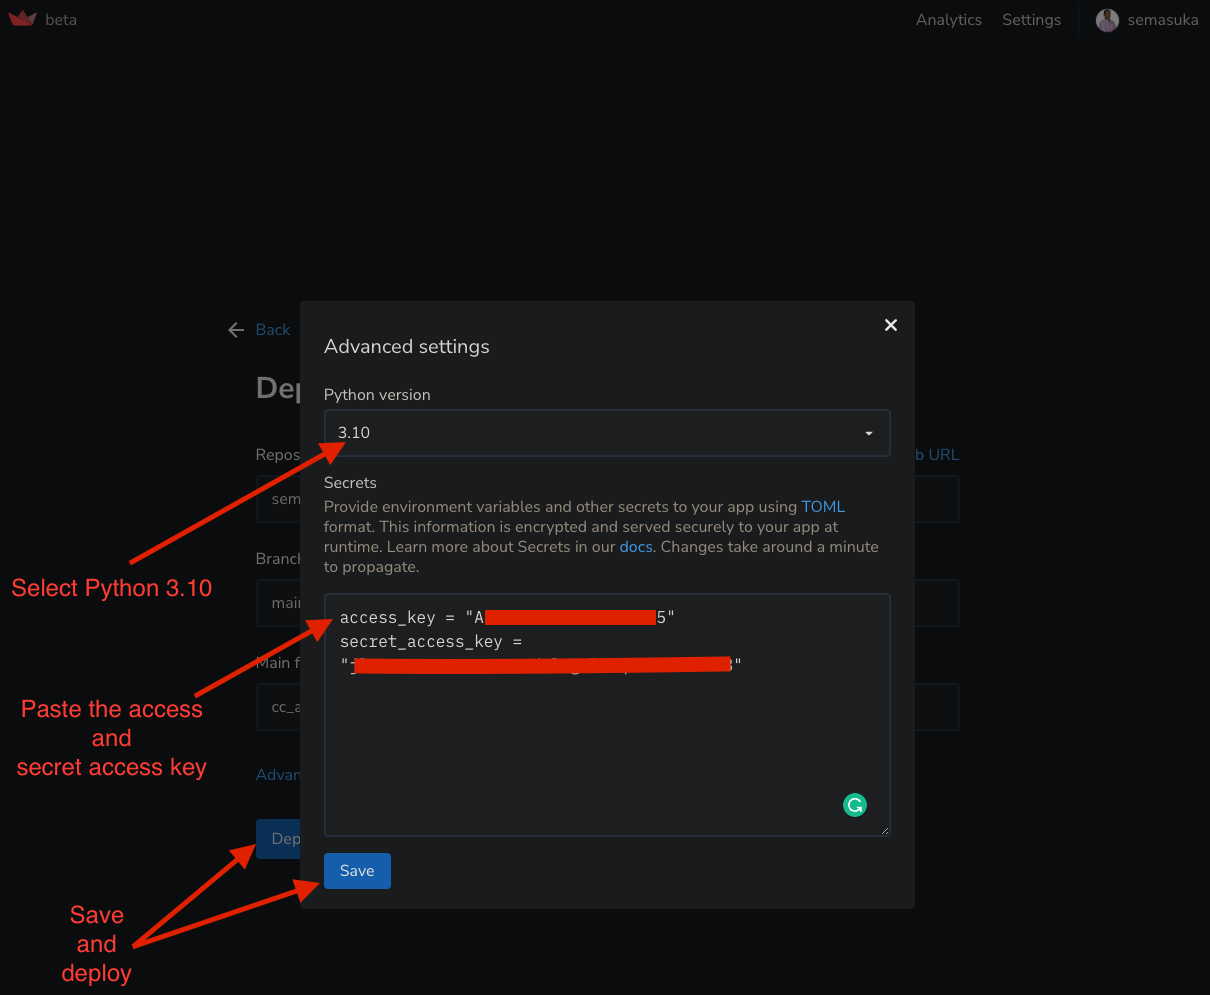 beta
Analytics
Settings
semasuka
Back
Advanced settings
Python version
3.10
b URL
Secrets
Provide environment variables and other secrets to your app using TOML
format. This information is encrypted and served securely to your app at
runtime. Learn more about Secrets in our docs. Changes take around a minute
to propagate.
Dep
Repos
sem
Branch
main
Main f
cc_a
Advan
Dep
access_key = "A 5"
secret_access_key =
Save
Select Python 3.10
Paste the access
and
secret access key
Save
and
deploy